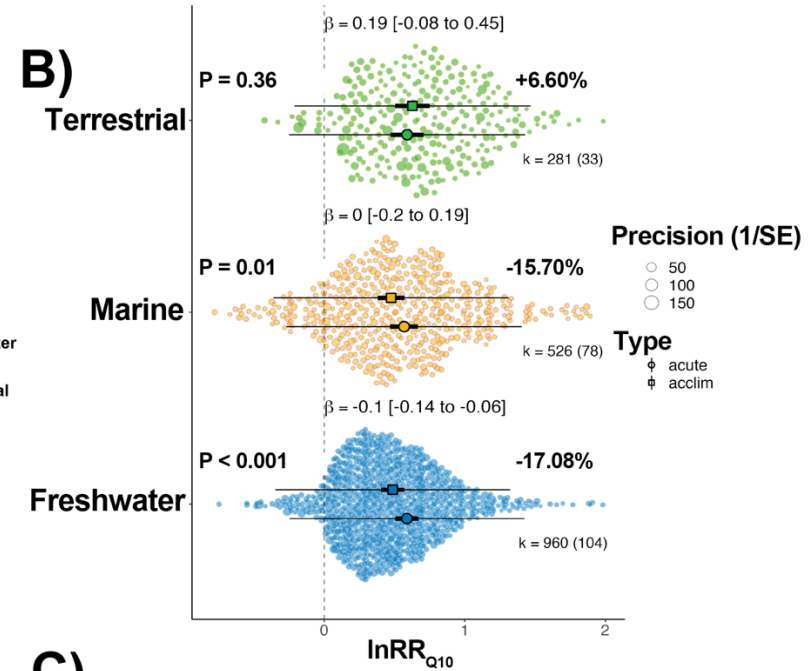 B)
β = 0.19 [-0.08 to 0.45]
P = 0.36
+6.60%
Terrestrial
k = 281 (33)
β = 0 [-0.2 to 0.19]
P = 0.01
-15.70%
Marine
k = 526 (78)
β = -0.1 [-0.14 to -0.06]
P < 0.001
-17.08%
Freshwater
k = 960 (104)
0
1
2
lnRR Q10
Precision (1/SE)
50
100
150
Type
acute
acclim
ter
al
C)